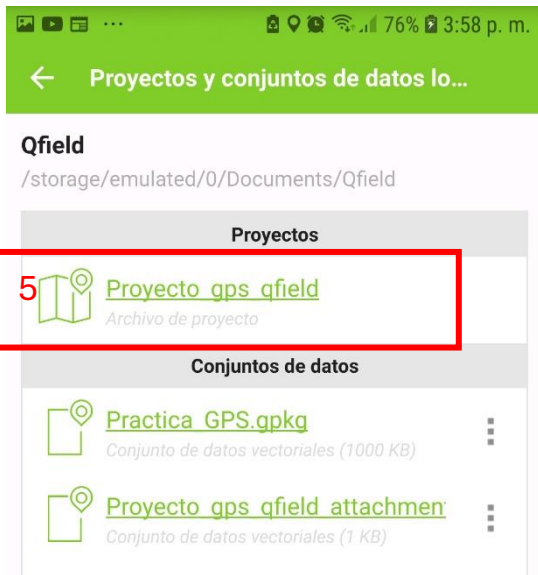 76% 3:58 p. m.
Proyectos y conjuntos de datos lo...
Qfield
/storage/emulated/0/Documents/Qfield
Proyectos
5
Proyecto_gps_qfield
Archivo de proyecto
Conjuntos de datos
Practica_GPS.gpkg
Conjunto de datos vectoriales (1000 KB)
Proyecto_gps_qfield_attachmen
Conjunto de datos vectoriales (1 KB)